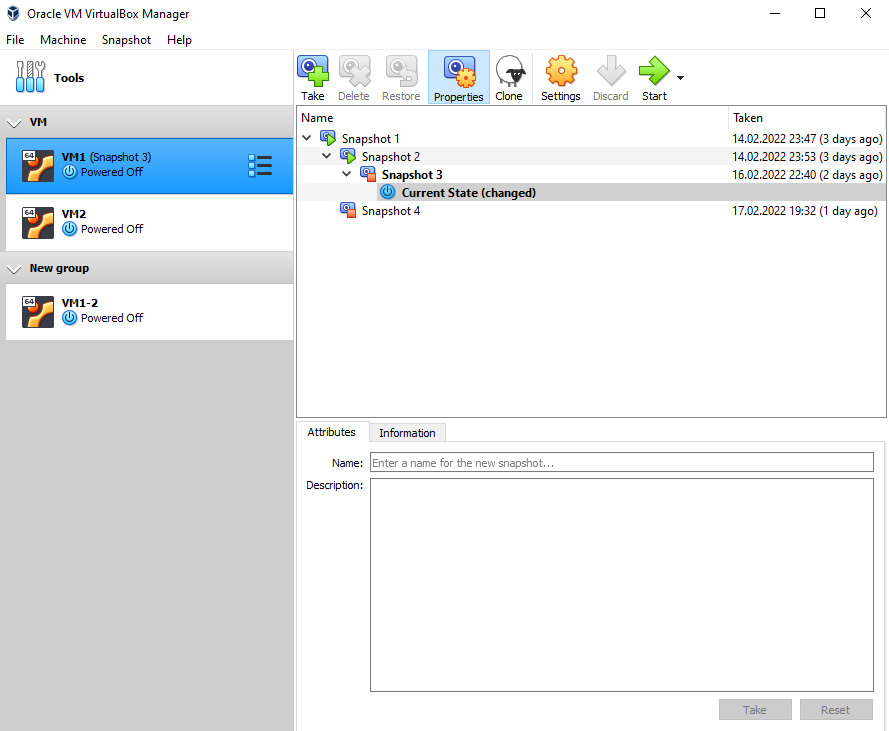 Oracle VM VirtualBox Manager
File Machine Snapshot Help
Tools
VM
64
VM1 (Snapshot 3)
Powered Off
64
VM2
Powered Off
New group
64
VM1-2
Powered Off
Take Delete Restore Properties Clone Settings Discard Start
Name Taken
Snapshot 1 14.02.2022 23:47 (3 days ago)
Snapshot 2 14.02.2022 23:53 (3 days ago)
Snapshot 3 16.02.2022 22:40 (2 days ago)
Current State (changed)
Snapshot 4 17.02.2022 19:32 (1 day ago)
Attributes Information
Name: Enter a name for the new snapshot...
Description:
Take Reset